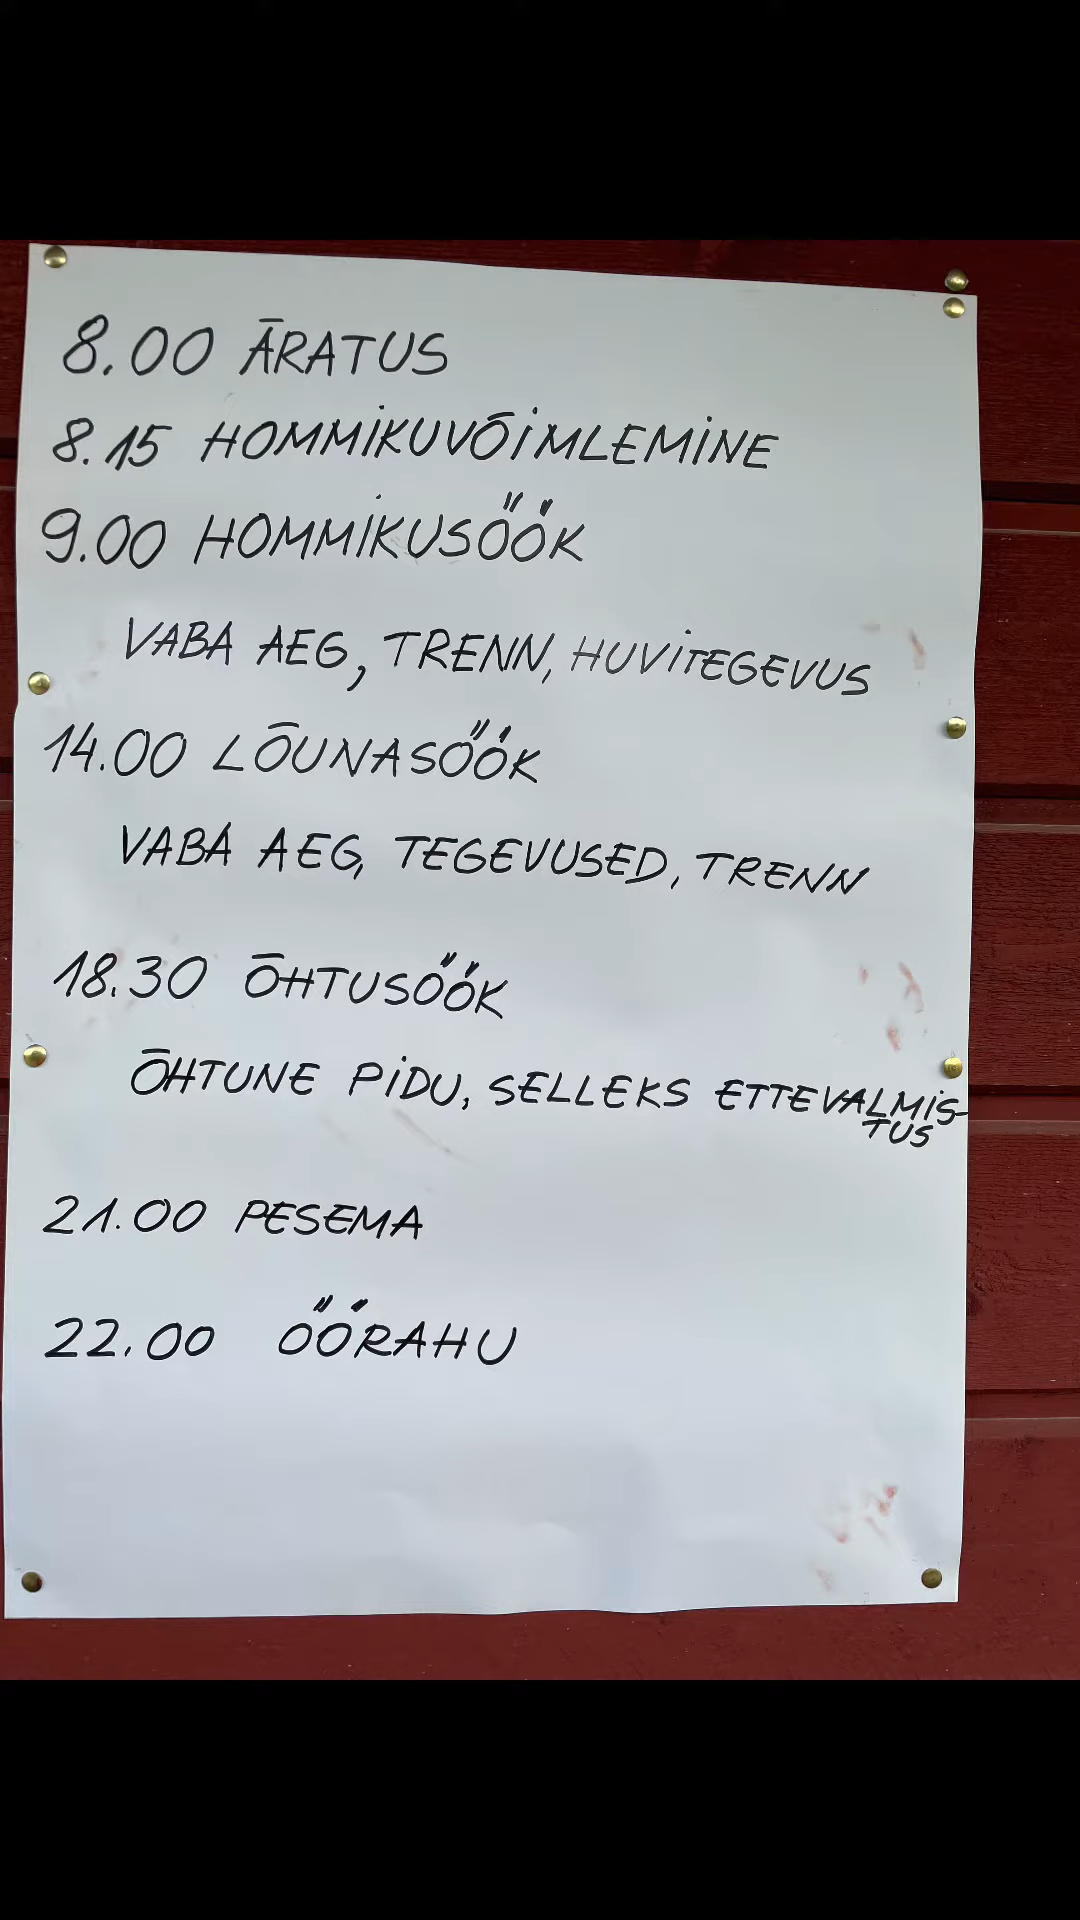 8.00 ÄRATUS
8.15 HOMMIKUVÕIMLEMINE
9.00 HOMMIKUSÖÖK
VABA AEG, TRENN, HUVITEGEVUS
14.00 LÕUNASÖÖK
VABA AEG, TEGEVUSED, TRENN
18.30 ÕHTUSÖÖK
ÕHTUNE PIDU, SELLEKS ETTEVALMIS-
TUS
21.00 PESEMA
22.00 ÖÖRAHU